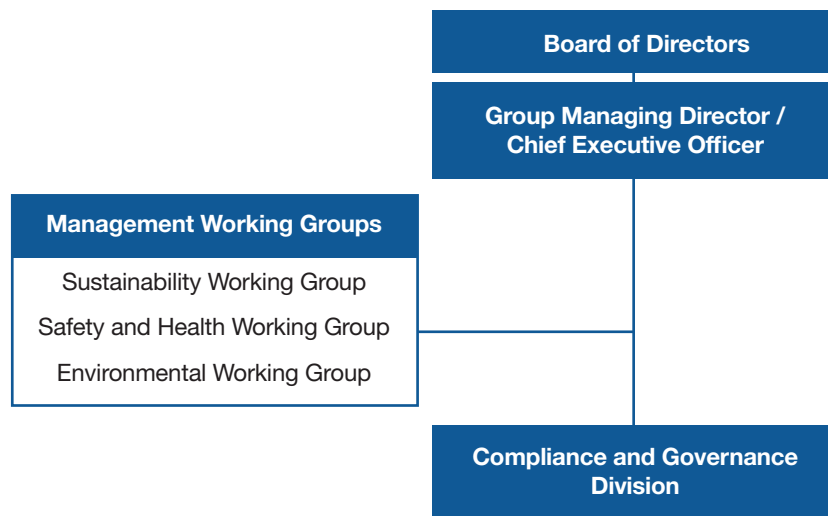 Board of Directors
Group Managing Director /
Chief Executive Officer
Management Working Groups
Sustainability Working Group
Safety and Health Working Group
Environmental Working Group
Compliance and Governance
Division